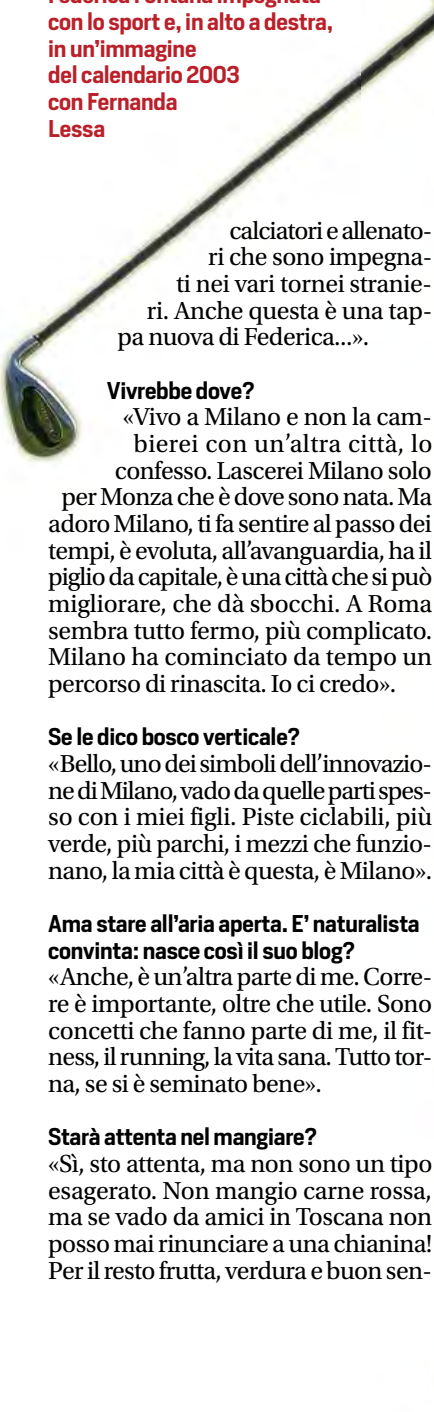 Federica Fontana impegnata
con lo sport e, in alto a destra,
in un'immagine
del calendario 2003
con Fernanda
Lessa
calciatori e allenato-
ri che sono impegna-
ti nei vari tornei stranie-
ri. Anche questa è una tap-
pa nuova di Federica...».
Vivrebbe dove?
«Vivo a Milano e non la cam-
bierei con un'altra città, lo
confesso. Lascerei Milano solo
per Monza che è dove sono nata. Ma
adoro Milano, ti fa sentire al passo dei
tempi, è evoluta, all'avanguardia, ha il
piglio da capitale, è una città che si può
migliorare, che dà sbocchi. A Roma
sembra tutto fermo, più complicato.
Milano ha cominciato da tempo un
percorso di rinascita. Io ci credo».
Se le dico bosco verticale?
«Bello, uno dei simboli dell'innovazio-
ne di Milano, vado da quelle parti spes-
so con i miei figli. Piste ciclabili, più
verde, più parchi, i mezzi che funzio-
nano, la mia città è questa, è Milano».
Ama stare all'aria aperta. E' naturalista
convinta: nasce così il suo blog?
«Anche, è un'altra parte di me. Corre-
re è importante, oltre che utile. Sono
concetti che fanno parte di me, il fit-
ness, il running, la vita sana. Tutto tor-
na, se si è seminato bene».
Starà attenta nel mangiare?
«Sì, sto attenta, ma non sono un tipo
esagerato. Non mangio carne rossa,
ma se vado da amici in Toscana non
posso mai rinunciare a una chianina!
Per il resto frutta, verdura e buon sen-